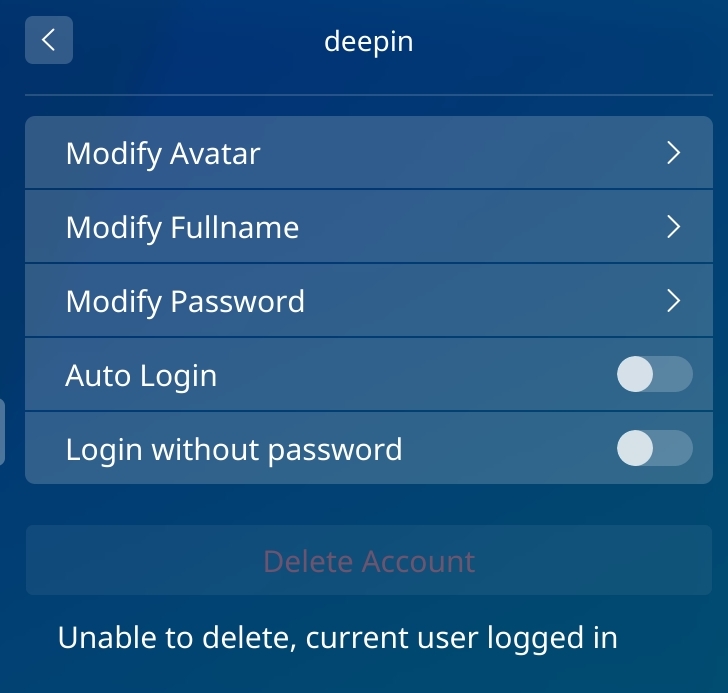 deepin
Modify Avatar
Modify Fullname
Modify Password
Auto Login
Login without password
Delete Account
Unable to delete, current user logged in